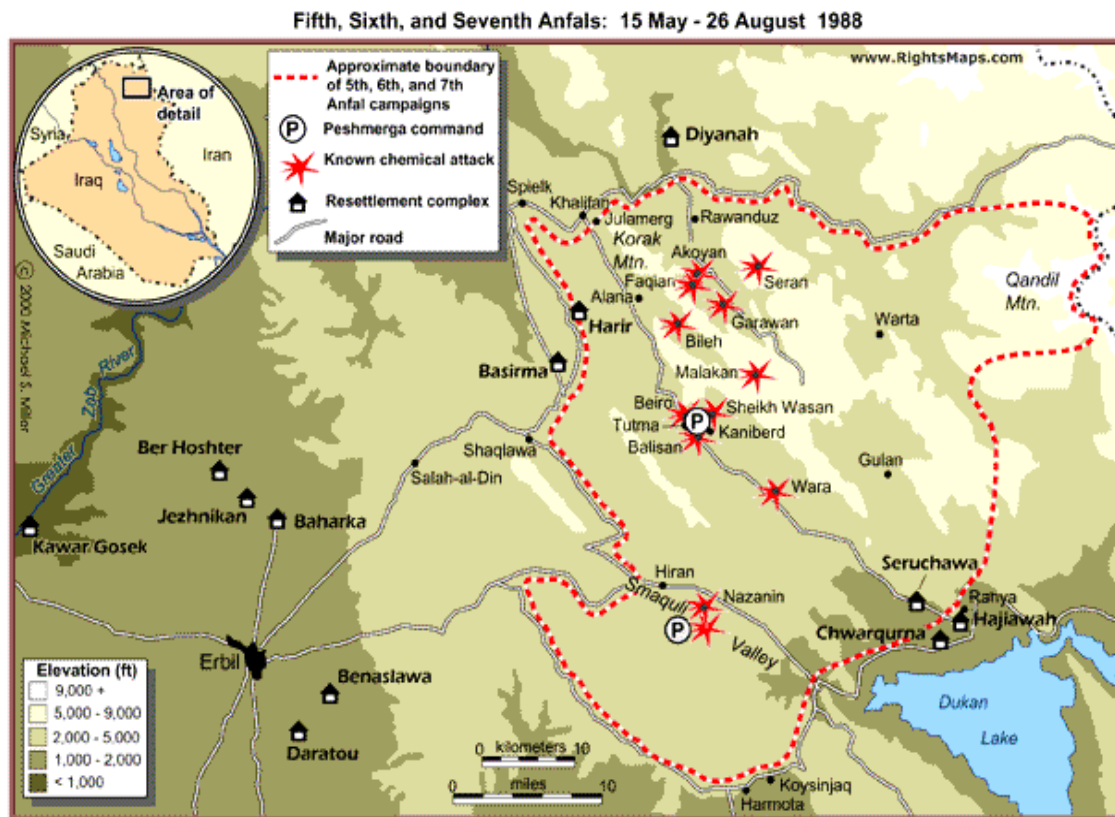 Fifth, Sixth, and Seventh Anfals: 15 May - 26 August 1988
www.RightsMaps.com
Approximate boundary
of 5th, 6th, and 7th
Anfal campaigns
P
Peshmerga command
Known chemical attack
Resettlement complex
Major road
Area of
detail
Syria
Iran
Iraq
Saudi
Arabia
© 2000 Michael S. Miller
Diyanah
Spielk
Khalifan
Julamerg
Rawanduz
Korak
Mtn.
Akoyan
Seran
Faqian
Qandil
Mtn.
Alana
Harir
Garawan
Bileh
Warta
Basirma
Malakan
Greater Zab River
Beiro
Sheikh Wasan
Tutma
P
Kaniberd
Balisan
Shaqlawa
Ber Hoshter
Salah-al-Din
Gulan
Jezhnikan
Wara
Baharka
Kawar Gosek
Hiran
Seruchawa
Smaquli Valley
Nazanin
Ranya
Hajiawah
P
Chwarqurna
Erbil
Benaslawa
Daratou
Dukan
Lake
Koysinjaq
Harmota
Elevation (ft)
9,000 +
5,000 - 9,000
2,000 - 5,000
1,000 - 2,000
< 1,000
0 kilometers 10
0 miles 10